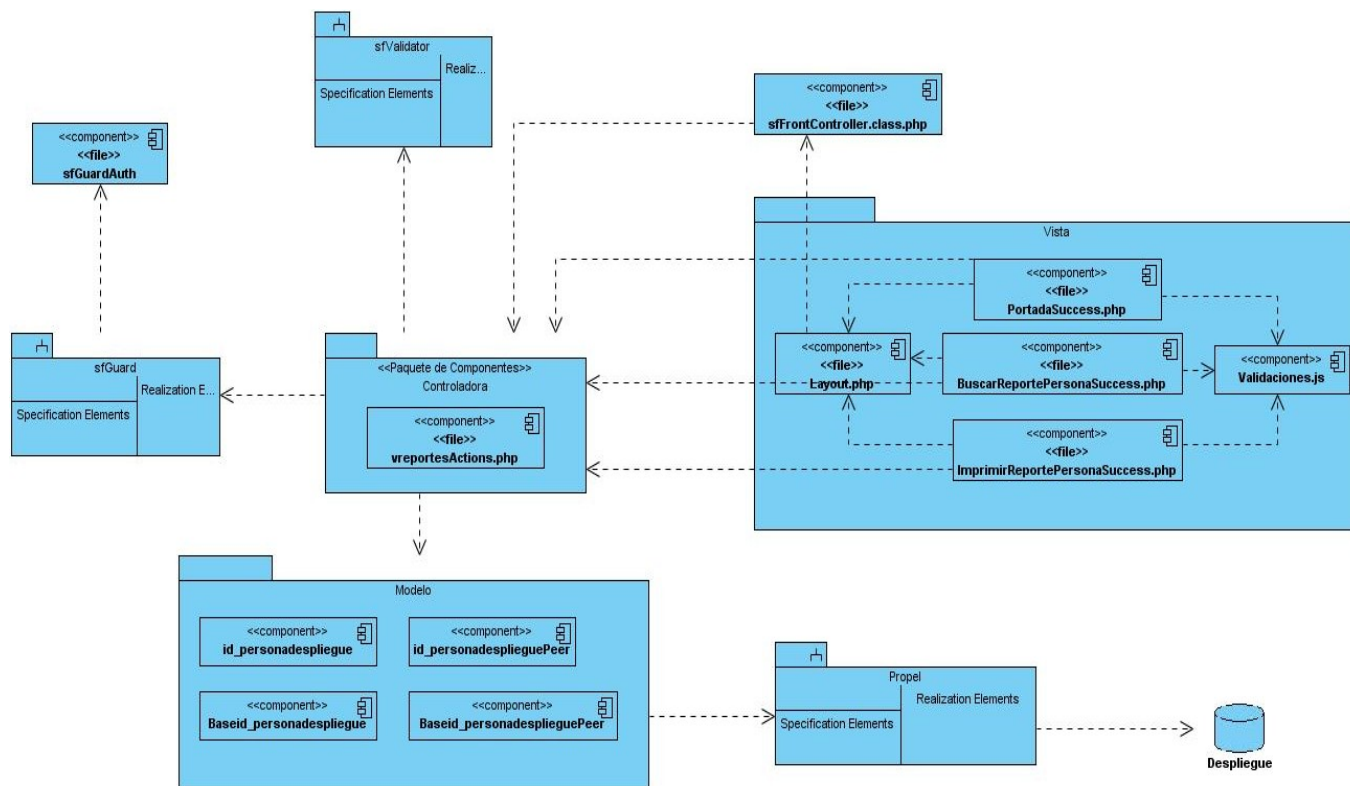 sfValidator
Realiz...
Specification Elements
<<component>>
<<file>>
sfFrontController.class.php
<<component>>
<<file>>
sfGuardAuth
Vista
<<component>>
<<file>>
PortadaSuccess.php
<<component>>
<<file>>
Layout.php
<<component>>
<<file>>
BuscarReportePersonaSuccess.php
<<component>>
Validaciones.js
<<component>>
<<file>>
ImprimirReportePersonaSuccess.php
sfGuard
Realization E...
Specification Elements
<<Paquete de Componentes>>
Controladora
<<component>>
<<file>>
vreportesActions.php
Modelo
<<component>>
id_personadespliegue
<<component>>
id_personadesplieguePeer
<<component>>
Baseid_personadespliegue
<<component>>
Baseid_personadesplieguePeer
Propel
Realization Elements
Specification Elements
Despliegue